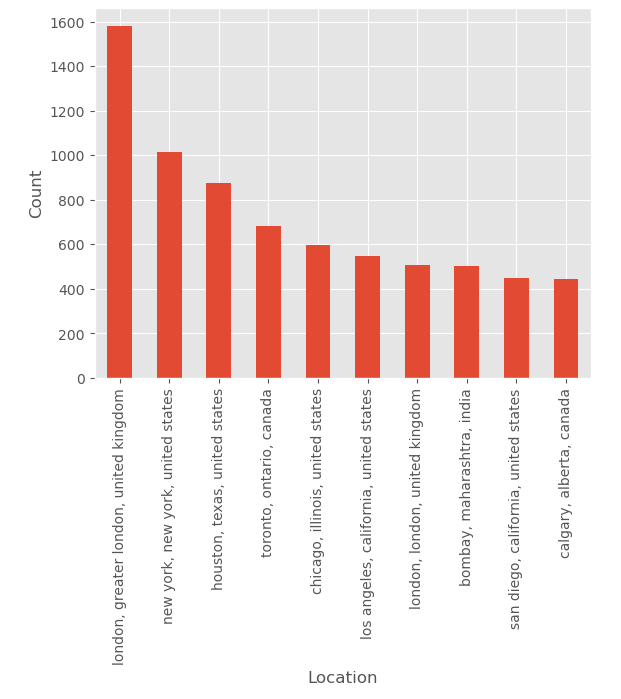 1600
1400
1200
1000
800
600
400
200
0
Count
london, greater london, united kingdom
new york, new york, united states
houston, texas, united states
toronto, ontario, canada
chicago, illinois, united states
los angeles, california, united states
london, london, united kingdom
bombay, maharashtra, india
san diego, california, united states
calgary, alberta, canada
Location